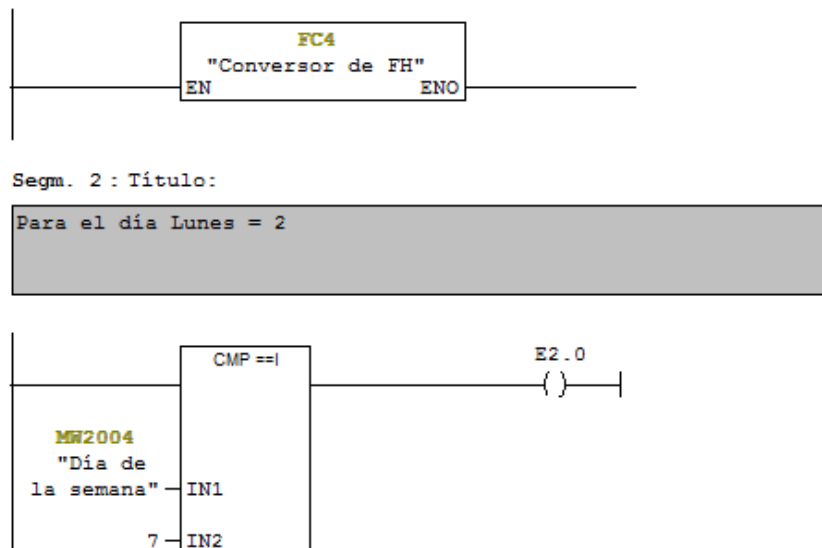 FC4
"Conversor de FH"
EN ENO
Segm. 2 : Título:
Para el día Lunes = 2
CMP ==I
E2.0
MW2004
"Día de
la semana" IN1
7 IN2